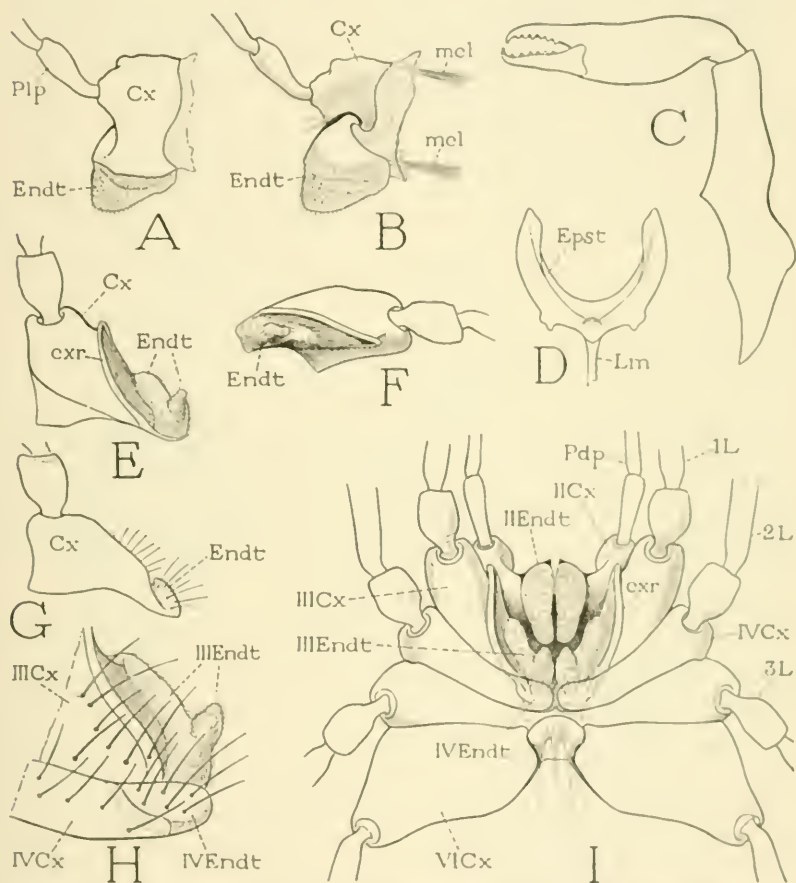 Plp
Cx
Endt
A
Cx
mcl
mcl
Endt
B
C
Epst
Lm
D
Cx
cxr
Endt
E
Endt
F
Cx
Endt
G
IIICx
IIIEndt
IVCx
IVEndt
H
Pdp
1L
IICx
IIEndt
2L
IIICx
cxr
IIIEndt
IVCx
3L
IVEndt
VICx
I